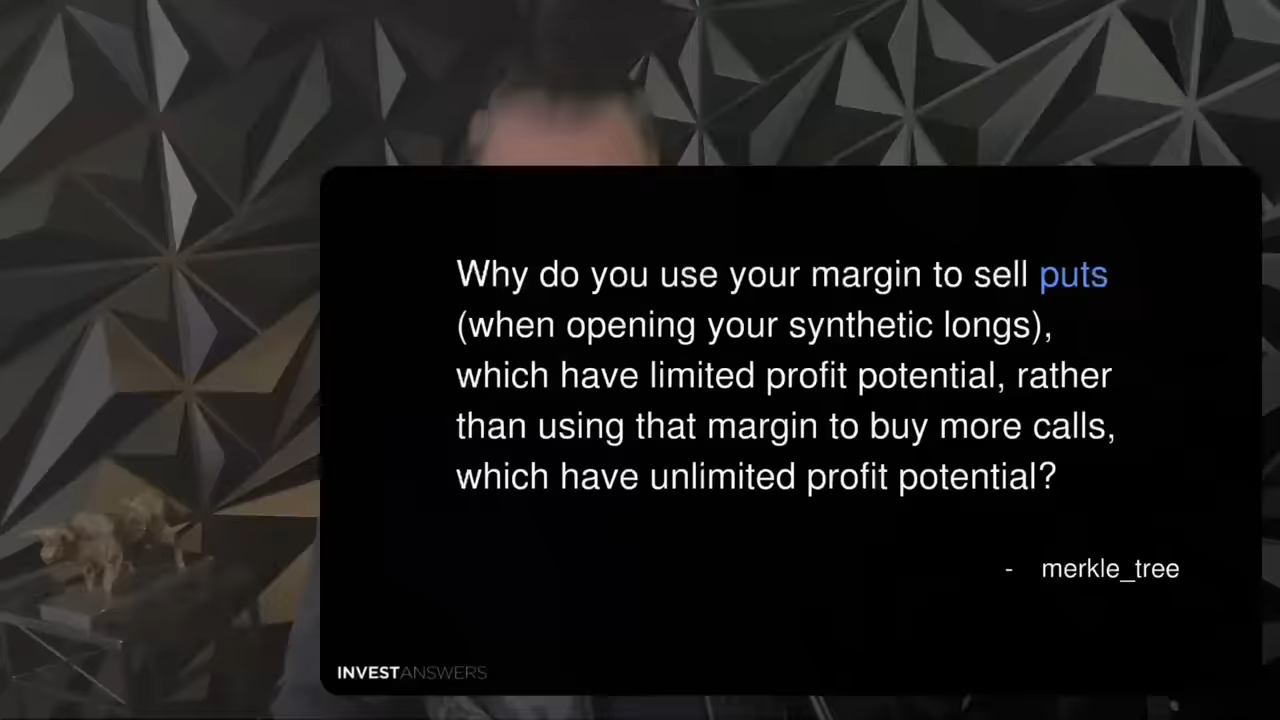 Why do you use your margin to sell puts
(when opening your synthetic longs),
which have limited profit potential, rather
than using that margin to buy more calls,
which have unlimited profit potential?
- merkle_tree
INVESTANSWERS